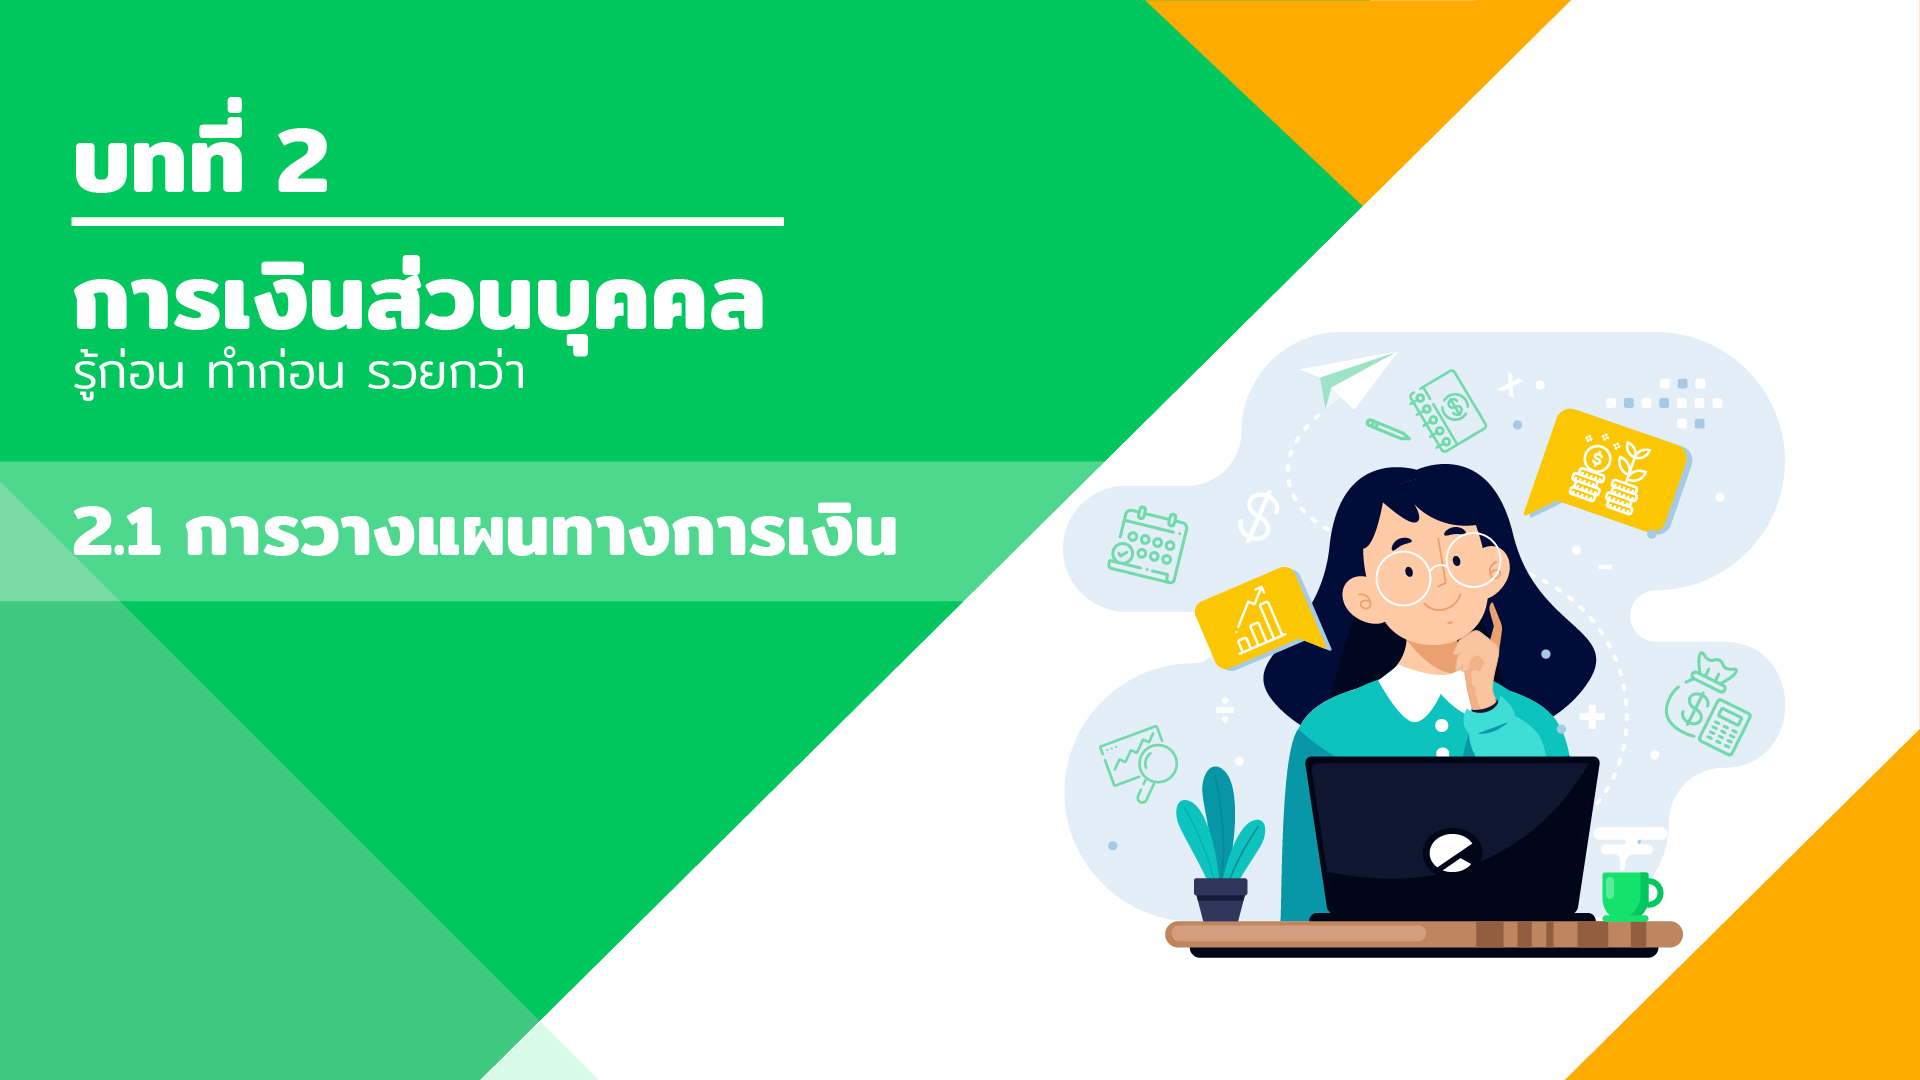 บทที่ 2
การเงินส่วนบุคคล
รู้ก่อน ทำก่อน รวยกว่า
2.1 การวางแผนทางการเงิน